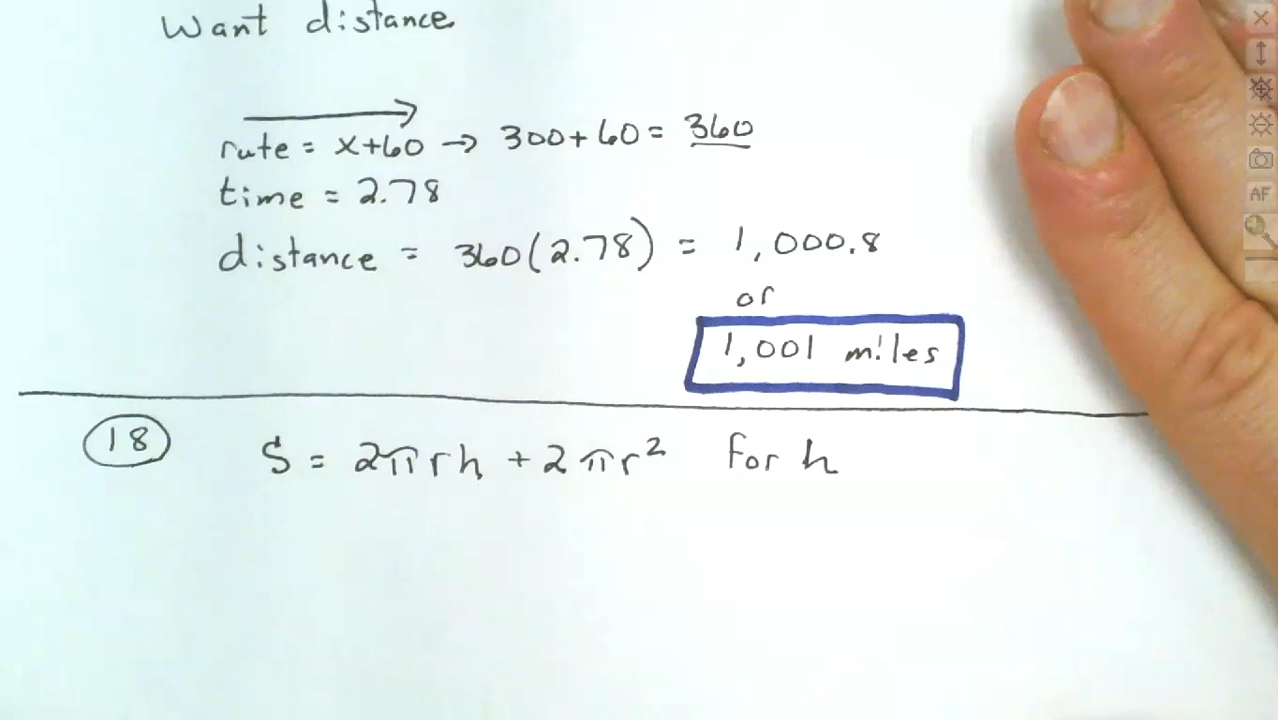 Want distance
rate = x+60 → 300+60 = 360
time = 2.78
distance = 360(2.78) = 1,000.8
or
1,001 miles
18 S = 2πrh + 2πr² for h
AF